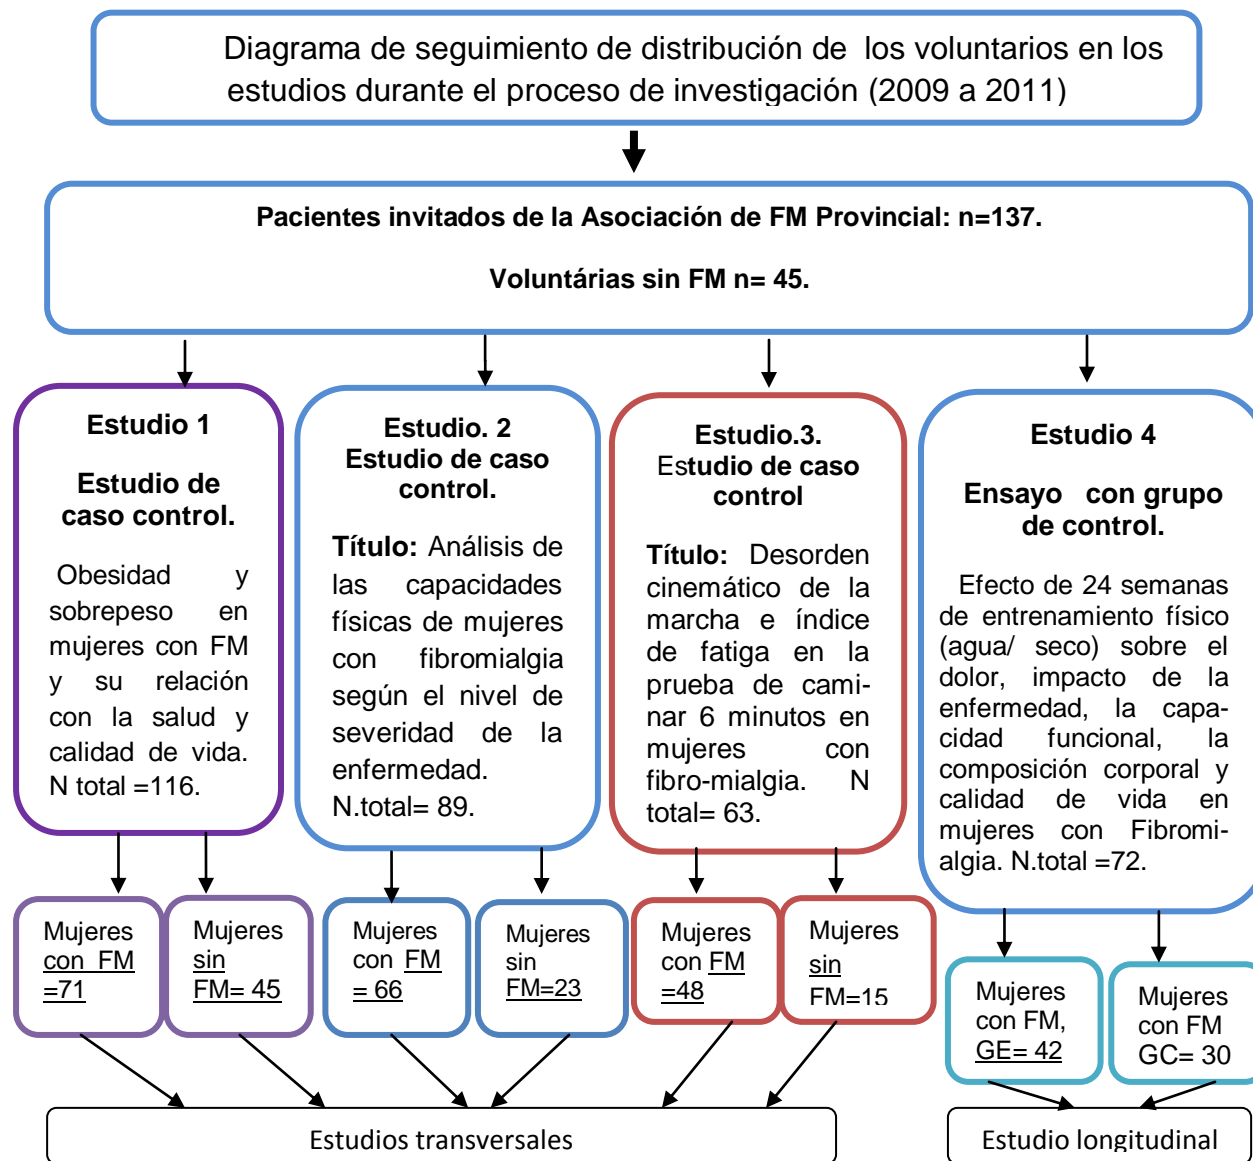 Diagrama de seguimiento de distribución de los voluntarios en los
estudios durante el proceso de investigación (2009 a 2011)
Pacientes invitados de la Asociación de FM Provincial: n=137.
Voluntárias sin FM n= 45.
Estudio 1
Estudio de
caso control.
Obesidad y
sobrepeso en
mujeres con FM
y su relación
con la salud y
calidad de vida.
N total =116.
Estudio. 2
Estudio de caso
control.
Título: Análisis de
las capacidades
físicas de mujeres
con fibromialgia
según el nivel de
severidad de la
enfermedad.
N.total= 89.
Estudio.3.
Estudio de caso
control
Título: Desorden
cinemático de la
marcha e índice
de fatiga en la
prueba de cami-
nar 6 minutos en
mujeres con
fibro-mialgia. N
total= 63.
Estudio 4
Ensayo con grupo
de control.
Efecto de 24 semanas
de entrenamiento físico
(agua/ seco) sobre el
dolor, impacto de la
enfermedad, la capa-
cidad funcional, la
composición corporal y
calidad de vida en
mujeres con Fibromi-
algia. N.total =72.
Mujeres
con FM
=71
Mujeres
sin
FM= 45
Mujeres
con FM
= 66
Mujeres
sin
FM=23
Mujeres
con FM
=48
Mujeres
sin
FM=15
Mujeres
con FM,
GE= 42
Mujeres
con FM
GC= 30
Estudios transversales
Estudio longitudinal